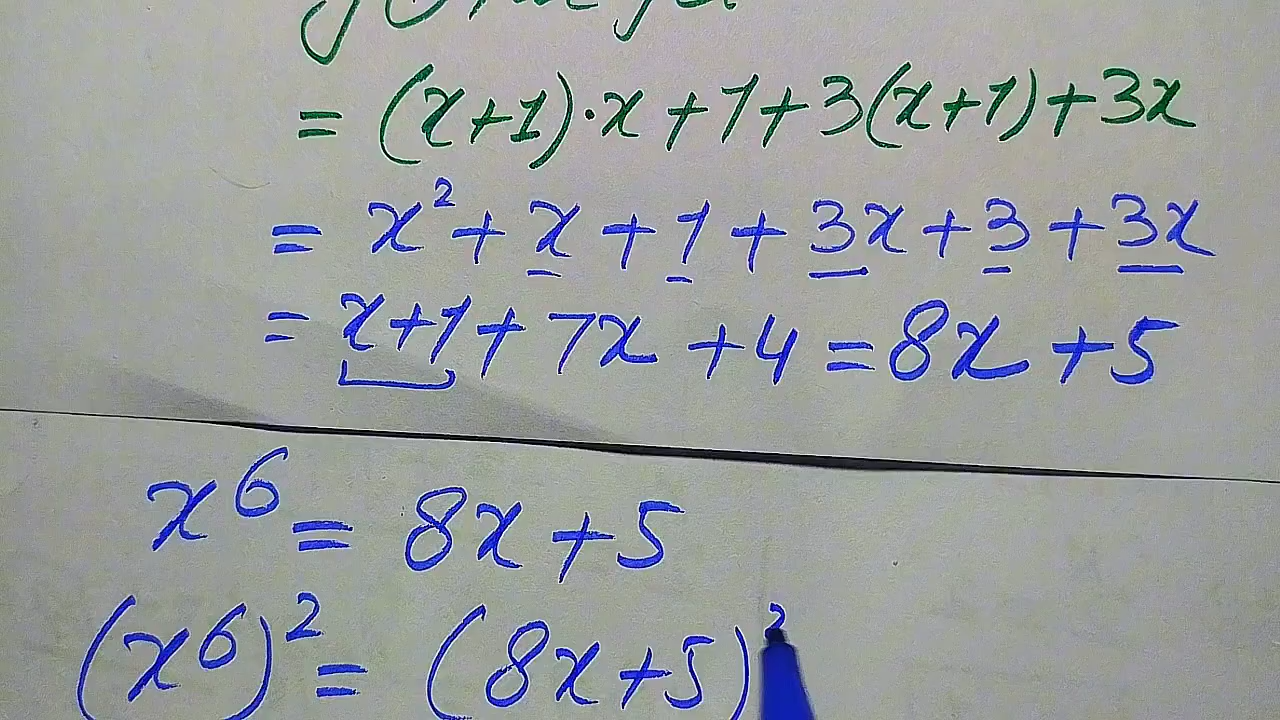 = (x+1)·x+1+3(x+1)+3x
= x²+x+1+3x+3+3x
= x+1+7x+4=8x+5
x⁶= 8x+5
(x⁶)²= (8x+5)²